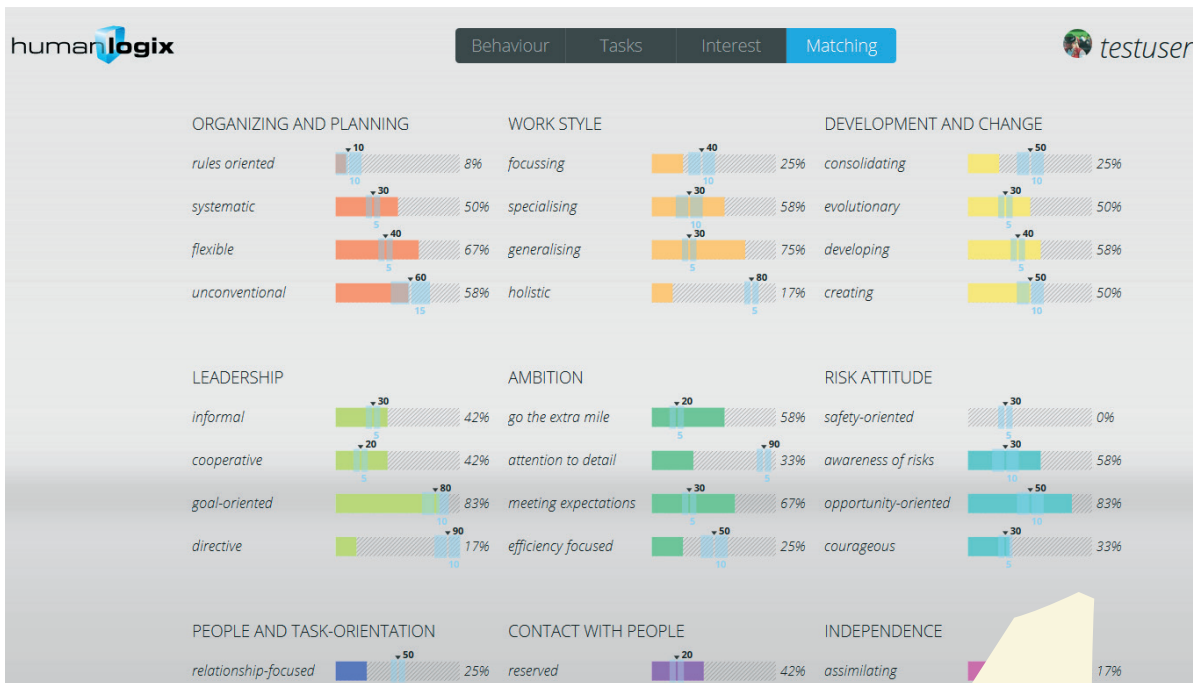 humanlogix
Behaviour Tasks Interest Matching
testuser
ORGANIZING AND PLANNING
rules oriented 10 10 8%
systematic 30 5 50%
flexible 40 5 67%
unconventional 60 15 58%
WORK STYLE
focussing 40 10 25%
specialising 30 10 58%
generalising 30 5 75%
holistic 80 5 17%
DEVELOPMENT AND CHANGE
consolidating 50 10 25%
evolutionary 30 5 50%
developing 40 5 58%
creating 50 10 50%
LEADERSHIP
informal 30 5 42%
cooperative 20 5 42%
goal-oriented 80 10 83%
directive 90 10 17%
AMBITION
go the extra mile 20 5 58%
attention to detail 90 5 33%
meeting expectations 30 5 67%
efficiency focused 50 10 25%
RISK ATTITUDE
safety-oriented 30 5 0%
awareness of risks 30 10 58%
opportunity-oriented 50 10 83%
courageous 30 5 33%
PEOPLE AND TASK-ORIENTATION
relationship-focused 50 25%
CONTACT WITH PEOPLE
reserved 20 42%
INDEPENDENCE
assimilating 17%